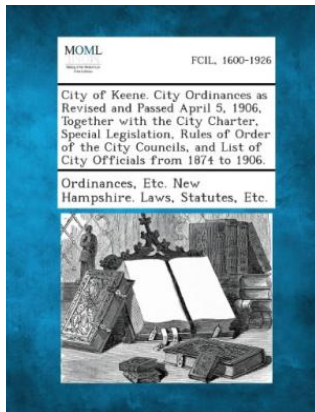 MOML
FCIL, 1600-1926
City of Keene. City Ordinances as
Revised and Passed April 5, 1906,
Together with the City Charter,
Special Legislation, Rules of Order
of the City Councils, and List of
City Officials from 1874 to 1906.
Ordinances, Etc. New
Hampshire. Laws, Statutes, Etc.